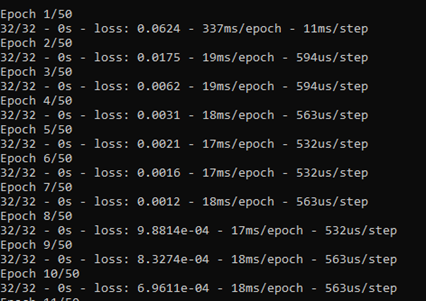 Epoch 1/50
32/32 - 0s - loss: 0.0624 - 337ms/epoch - 11ms/step
Epoch 2/50
32/32 - 0s - loss: 0.0175 - 19ms/epoch - 594us/step
Epoch 3/50
32/32 - 0s - loss: 0.0062 - 19ms/epoch - 594us/step
Epoch 4/50
32/32 - 0s - loss: 0.0031 - 18ms/epoch - 563us/step
Epoch 5/50
32/32 - 0s - loss: 0.0021 - 17ms/epoch - 532us/step
Epoch 6/50
32/32 - 0s - loss: 0.0016 - 17ms/epoch - 532us/step
Epoch 7/50
32/32 - 0s - loss: 0.0012 - 18ms/epoch - 563us/step
Epoch 8/50
32/32 - 0s - loss: 9.8814e-04 - 17ms/epoch - 532us/step
Epoch 9/50
32/32 - 0s - loss: 8.3274e-04 - 18ms/epoch - 563us/step
Epoch 10/50
32/32 - 0s - loss: 6.9611e-04 - 18ms/epoch - 563us/step
Epoch 11/50